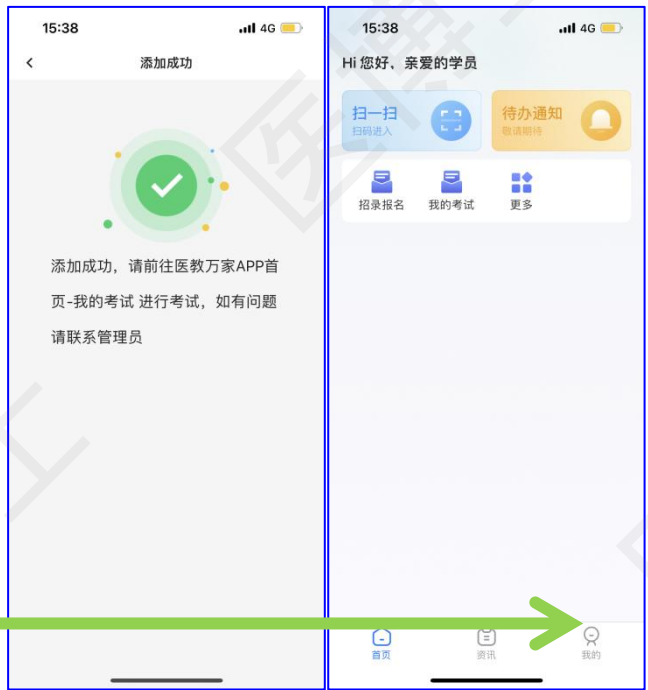 15:38
4G
添加成功
添加成功，请前往医教万家APP首
页-我的考试 进行考试，如有问题
请联系管理员
15:38
4G
Hi 您好，亲爱的学员
扫一扫
扫码进入
待办通知
敬请期待
招录报名
我的考试
更多
首页
资讯
我的